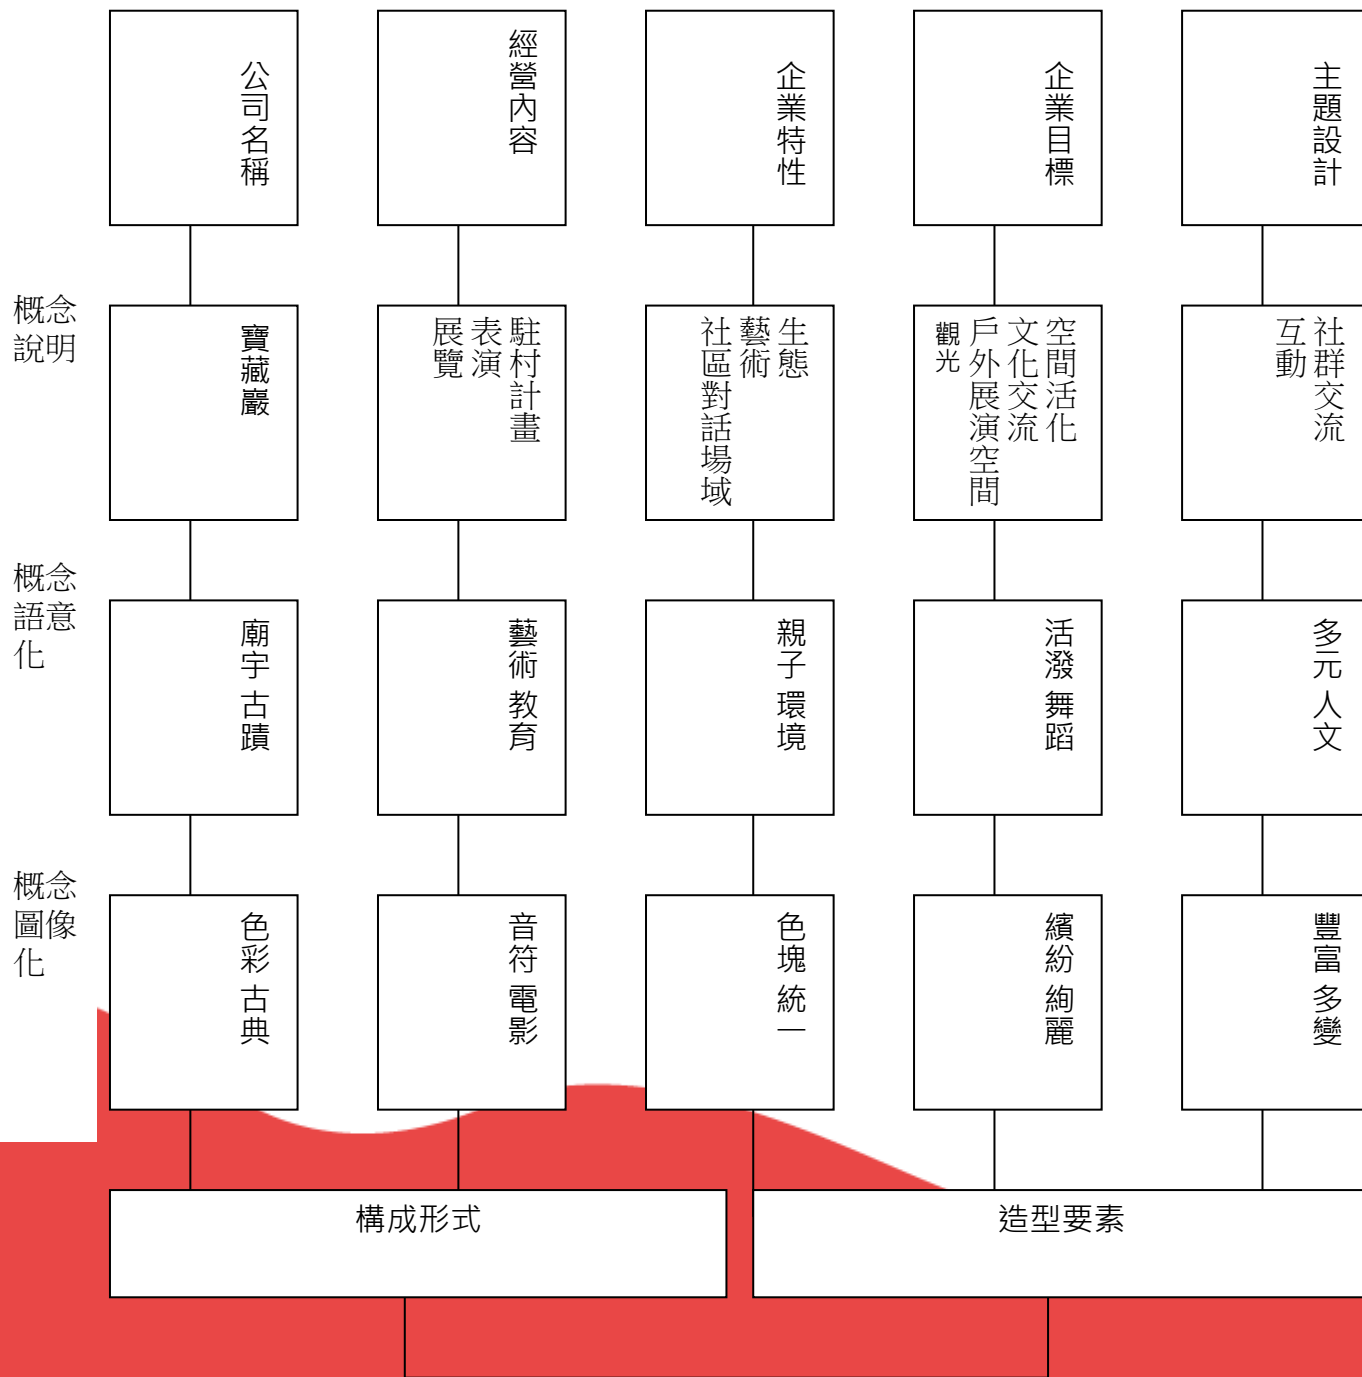 公司名稱
經營內容
企業特性
企業目標
主題設計
概念
說明
寶藏巖
駐村計畫
表演
展覽
生態
藝術
社區對話場域
空間活化
文化交流
戶外展演空間
觀光
社群交流
互動
概念
語意
化
廟宇 古蹟
藝術 教育
親子 環境
活潑 舞蹈
多元 人文
概念
圖像
化
色彩 古典
音符 電影
色塊 統一
繽紛 絢麗
豐富 多變
構成形式
造型要素